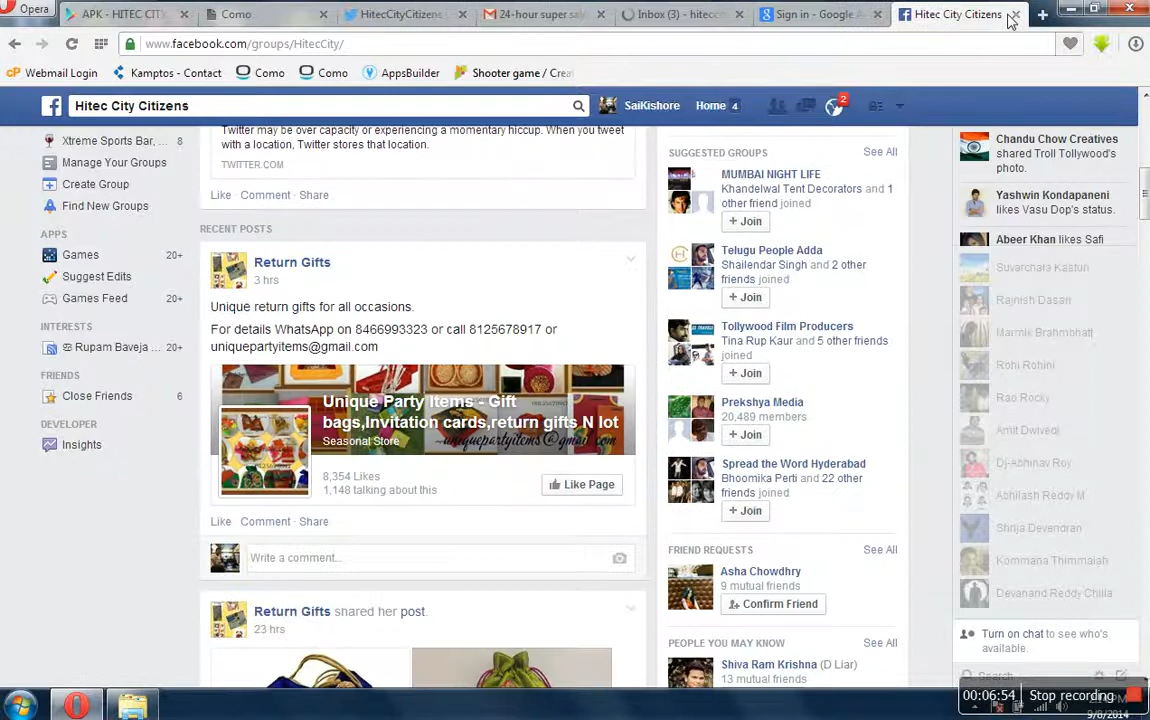 Opera
APK - HITEC CITY
Como
HitecCityCitizens
24-hour super sal
Inbox (3) - hitecc
Sign in - Google A
Hitec City Citizens
www.facebook.com/groups/HitecCity/
Webmail Login
Kamptos - Contact
Como
Como
AppsBuilder
Shooter game / Crea
Hitec City Citizens
SaiKishore
Home 4
2
Xtreme Sports Bar, ... 8
Manage Your Groups
Create Group
Find New Groups
APPS
Games 20+
Suggest Edits
Games Feed 20+
INTERESTS
Rupam Baveja ... 20+
FRIENDS
Close Friends 6
DEVELOPER
Insights
Twitter may be over capacity or experiencing a momentary hiccup. When you tweet
with a location, Twitter stores that location.
TWITTER.COM
Like · Comment · Share
RECENT POSTS
Return Gifts
3 hrs
Unique return gifts for all occasions.
For details WhatsApp on 8466993323 or call 8125678917 or
uniquepartyitems@gmail.com
Unique Party Items - Gift
bags,Invitation cards,return gifts N lot
Seasonal Store
uniquepartyitems@gmail.com
8,354 Likes
1,148 talking about this
Like Page
Like · Comment · Share
Write a comment...
Return Gifts shared her post.
23 hrs
SUGGESTED GROUPS
See All
MUMBAI NIGHT LIFE
Khandelwal Tent Decorators and 1
other friend joined
+ Join
Telugu People Adda
Shailendar Singh and 2 other
friends joined
+ Join
Tollywood Film Producers
Tina Rup Kaur and 5 other friends
joined
+ Join
Prekshya Media
20,489 members
+ Join
Spread the Word Hyderabad
Bhoomika Perti and 22 other
friends joined
+ Join
FRIEND REQUESTS
See All
Asha Chowdhry
9 mutual friends
Confirm Friend
PEOPLE YOU MAY KNOW
See All
Shiva Ram Krishna (D Liar)
13 mutual friends
Chandu Chow Creatives
shared Troll Tollywood's
photo.
Yashwin Kondapaneni
likes Vasu Dop's status.
Abeer Khan likes Safi
Suvarchala Kasturi
Rajnish Dasari
Marmik Brahmbhatt
Rohi Rohini
Rao Rocky
Amit Dwivedi
Dj-Abhinav Roy
Abhilash Reddy M
Shrija Devendran
Kommana Thimmaiah
Devanand Reddy Chilla
Turn on chat to see who's
available.
Search
00:06:54
Stop recording
9/8/2014